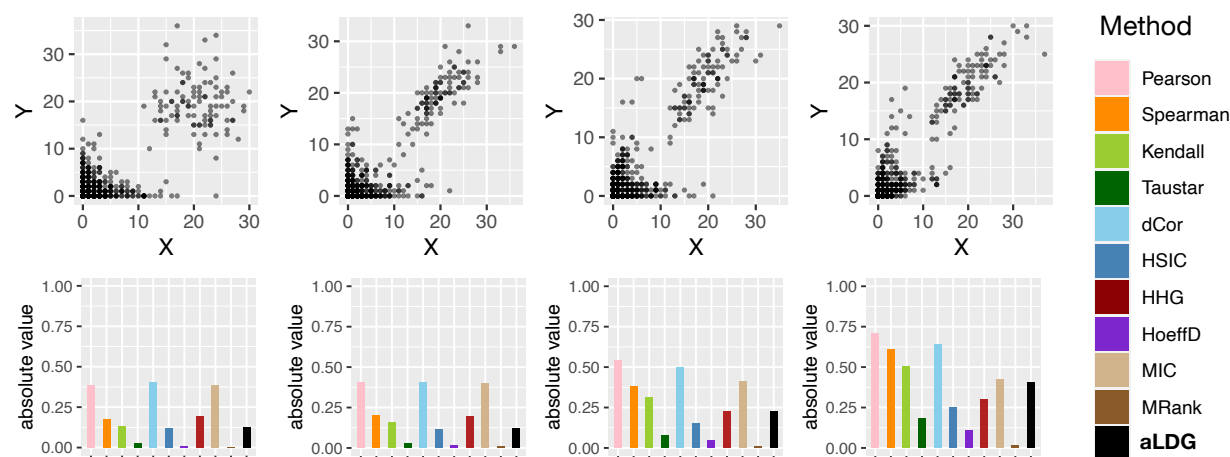 Y
30
20
10
0
0
10
20
30
X
Y
30
20
10
0
0
10
20
30
X
Y
30
20
10
0
0
10
20
30
X
Y
30
20
10
0
0
10
20
30
X
absolute value
1.00
0.75
0.50
0.25
0.00
absolute value
1.00
0.75
0.50
0.25
0.00
absolute value
1.00
0.75
0.50
0.25
0.00
absolute value
1.00
0.75
0.50
0.25
0.00
Method
Pearson
Spearman
Kendall
Taustar
dCor
HSIC
HHG
HoeffD
MIC
MRank
aLDG